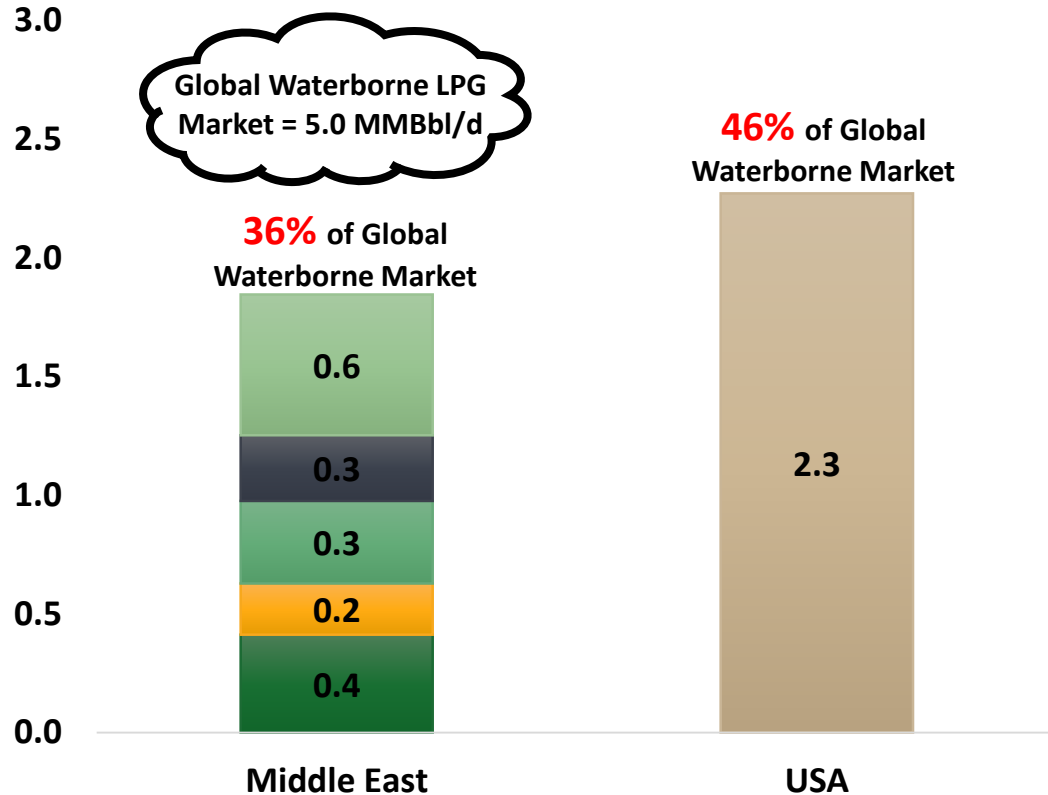 3.0
2.5
2.0
1.5
1.0
0.5
0.0
Global Waterborne LPG
Market = 5.0 MMBbl/d
36% of Global
Waterborne Market
0.6
0.3
0.3
0.2
0.4
46% of Global
Waterborne Market
2.3
Middle East
USA